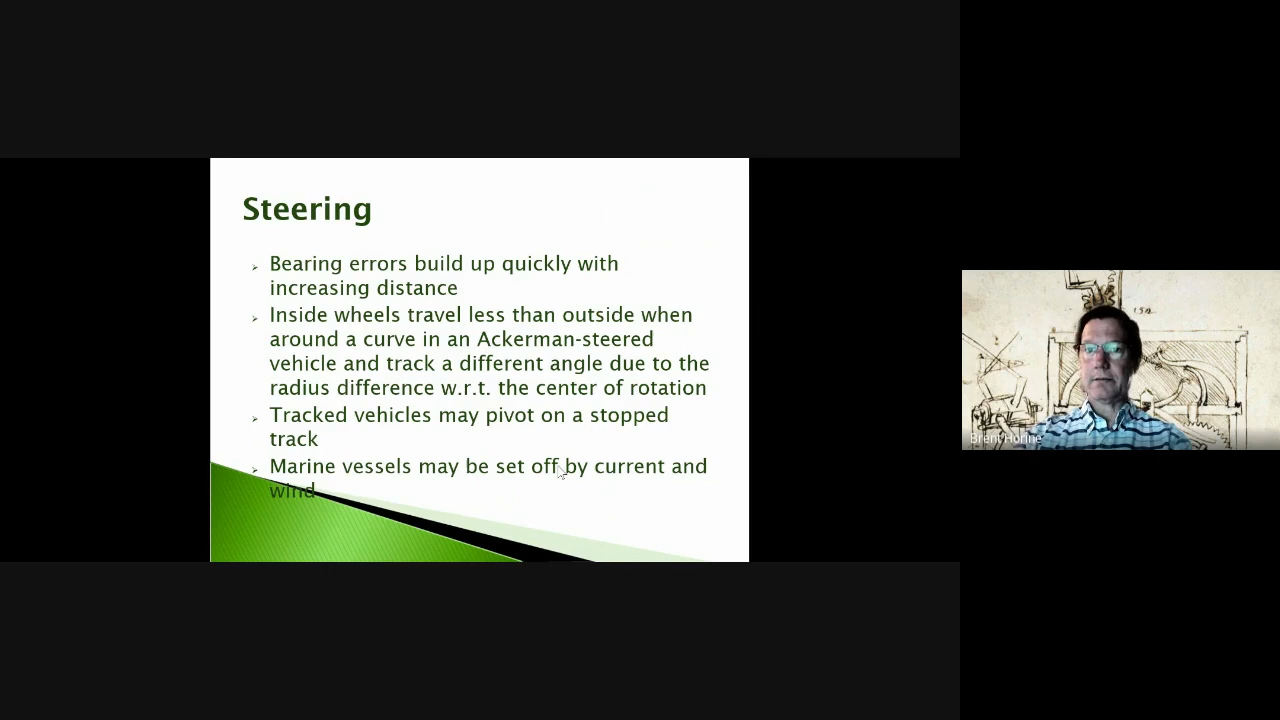 Steering
Bearing errors build up quickly with
increasing distance
Inside wheels travel less than outside when
around a curve in an Ackerman-steered
vehicle and track a different angle due to the
radius difference w.r.t. the center of rotation
Tracked vehicles may pivot on a stopped
track
Marine vessels may be set off by current and
wind
Brent Horine